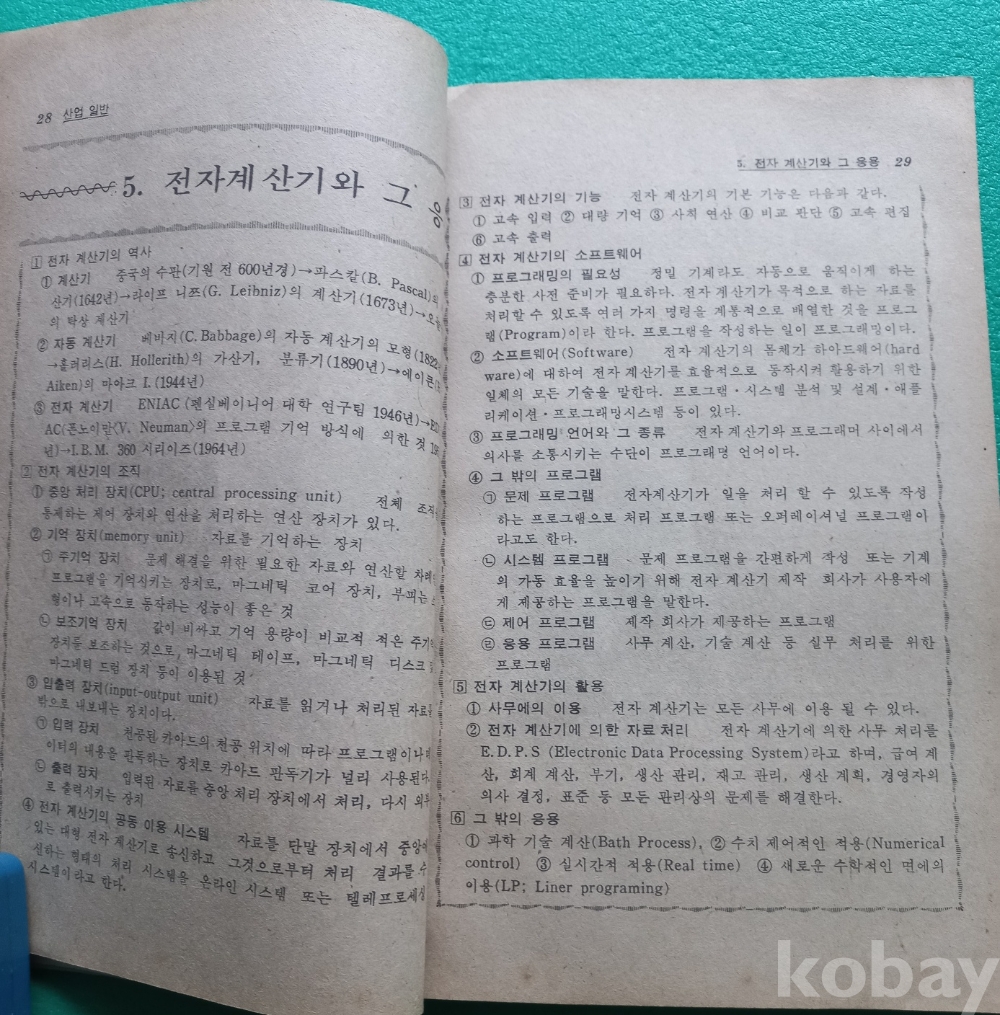 28 산업 일반
5. 전자계산기와 그 응
1 전자 계산기의 역사
① 계산기 중국의 수판(기원 전 600년경)→파스칼(B. Pascal)의
산기(1642년)→라이프 니쯔(G. Leibniz)의 계산기(1673년)→오늘
의 탁상 계산기
② 자동 계산기 베바지(C. Babbage)의 자동 계산기의 모형(1822
→홀러리스(H. Hollerith)의 가산기, 분류기(1890년)→에이큰(
Aiken)의 마아크 I. (1944년)
③ 전자 계산기 ENIAC (펜실베이니어 대학 연구팀 1946년)→
AC(폰노이만〈V. Neuman〉의 프로그램 기억 방식에 의한 것
년)→I.B.M. 360 시리이즈(1964년)
2 전자 계산기의 조직
① 중앙 처리 장치(CPU; central processing unit) 전체 조직
통제하는 제어 장치와 연산을 처리하는 연산 장치가 있다.
② 기억 장치(memory unit) 자료를 기억하는 장치
㉠ 주기억 장치 문제 해결을 위한 필요한 자료와 연산할 차례
프로그램을 기억시키는 장치로, 마그네틱 코어 장치, 부피는
형이나 고속으로 동작하는 성능이 좋은 것
㉡ 보조기억 장치 값이 비싸고 기억 용량이 비교적 적은 주기억
장치를 보조하는 것으로, 마그네틱 테이프, 마그네틱 디스크
마그네틱 드럼 장치 등이 이용된 것
③ 입출력 장치(input-output unit) 자료를 읽거나 처리된 자료를
밖으로 내보내는 장치이다.
㉠ 입력 장치 천공된 카아드의 천공 위치에 따라 프로그램이나 데
이터의 내용을 판독하는 장치로 카아드 판독기가 널리 사용된다
㉡ 출력 장치 입력된 자료를 중앙 처리 장치에서 처리, 다시 외부
로 출력시키는 장치
④ 전자 계산기의 공동 이용 시스템 자료를 단말 장치에서 중앙에
있는 대형 전자 계산기로 송신하고 그것으로부터 처리 결과를 수
신하는 형태의 처리 시스템을 온라인 시스템 또는 텔레프로세싱
시스템이라고 한다.
5. 전자 계산기와 그 응용 29
3 전자 계산기의 기능 전자 계산기의 기본 기능은 다음과 같다.
① 고속 입력 ② 대량 기억 ③ 사칙 연산 ④ 비교 판단 ⑤ 고속 편집
⑥ 고속 출력
4 전자 계산기의 소프트웨어
① 프로그래밍의 필요성 정밀 기계라도 자동으로 움직이게 하는
충분한 사전 준비가 필요하다. 전자 계산기가 목적으로 하는 자료를
처리할 수 있도록 여러 가지 명령을 계통적으로 배열한 것을 프로그
램(Program)이라 한다. 프로그램을 작성하는 일이 프로그래밍이다.
② 소프트웨어(Software) 전자 계산기의 몸체가 하아드웨어(hard
ware)에 대하여 전자 계산기를 효율적으로 동작시켜 활용하기 위한
일체의 모든 기술을 말한다. 프로그램·시스템 분석 및 설계·애플
리케이션·프로그래밍시스템 등이 있다.
③ 프로그래밍 언어와 그 종류 전자 계산기와 프로그래머 사이에서
의사를 소통시키는 수단이 프로그래밍 언어이다.
④ 그 밖의 프로그램
㉠ 문제 프로그램 전자계산기가 일을 처리 할 수 있도록 작성
하는 프로그램으로 처리 프로그램 또는 오퍼레이셔널 프로그램이
라고도 한다.
㉡ 시스템 프로그램 문제 프로그램을 간편하게 작성 또는 기계
의 가동 효율을 높이기 위해 전자 계산기 제작 회사가 사용자에
게 제공하는 프로그램을 말한다.
㉢ 제어 프로그램 제작 회사가 제공하는 프로그램
㉣ 응용 프로그램 사무 계산, 기술 계산 등 실무 처리를 위한
프로그램
5 전자 계산기의 활용
① 사무에의 이용 전자 계산기는 모든 사무에 이용 될 수 있다.
② 전자 계산기에 의한 자료 처리 전자 계산기에 의한 사무 처리를
E.D.P.S (Electronic Data Processing System)라고 하며, 급여 계
산, 회계 계산, 부기, 생산 관리, 재고 관리, 생산 계획, 경영자의
의사 결정, 표준 등 모든 관리상의 문제를 해결한다.
6 그 밖의 응용
① 과학 기술 계산(Bath Process), ② 수치 제어적인 적용(Numerical
control) ③ 실시간적 적용(Real time) ④ 새로운 수학적인 면에의
이용(LP; Liner programing)
kobay